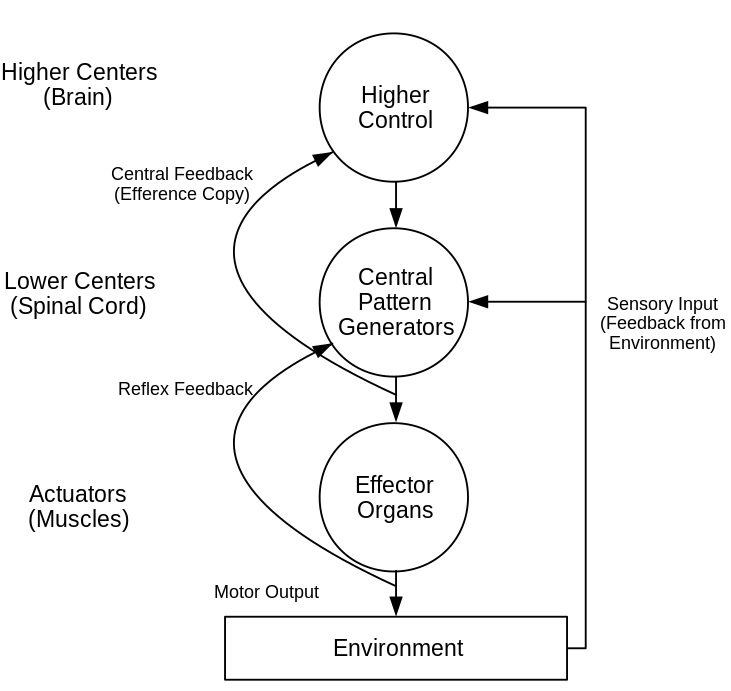 Higher Centers
(Brain)
Higher
Control
Central Feedback
(Efference Copy)
Lower Centers
(Spinal Cord)
Central
Pattern
Generators
Sensory Input
(Feedback from
Environment)
Reflex Feedback
Actuators
(Muscles)
Effector
Organs
Motor Output
Environment